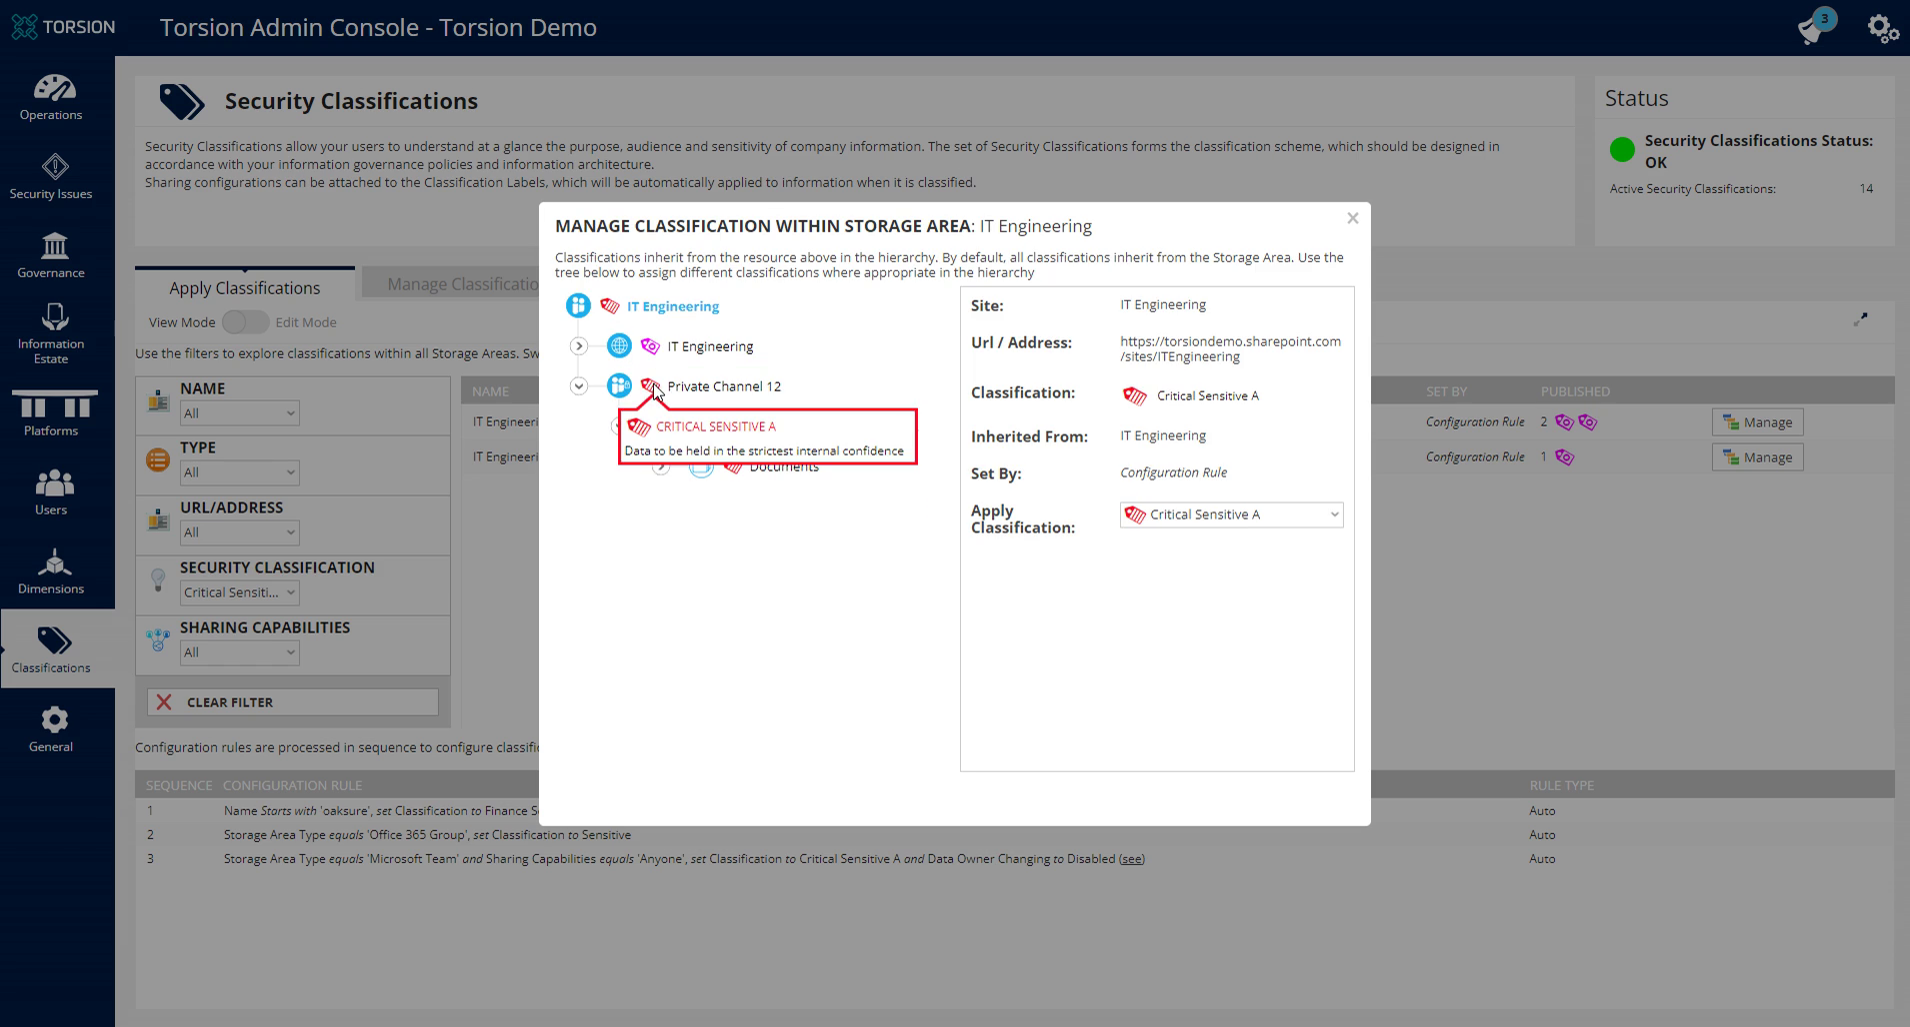 TORSION
Torsion Admin Console - Torsion Demo
3
Operations
Security Issues
Governance
Information
Estate
Platforms
Users
Dimensions
Classifications
General
Security Classifications
Security Classifications allow your users to understand at a glance the purpose, audience and sensitivity of company information. The set of Security Classifications forms the classification scheme, which should be designed in
accordance with your information governance policies and information architecture.
Sharing configurations can be attached to the Classification Labels, which will be automatically applied to information when it is classified.
Status
Security Classifications Status:
OK
Active Security Classifications: 14
Apply Classifications
Manage Classificatio
View Mode
Edit Mode
Use the filters to explore classifications within all Storage Areas. Sw
NAME
All
TYPE
All
URL/ADDRESS
All
SECURITY CLASSIFICATION
Critical Sensiti...
SHARING CAPABILITIES
All
CLEAR FILTER
NAME SET BY PUBLISHED
IT Engineeri Configuration Rule 2 Manage
IT Engineeri Configuration Rule 1 Manage
MANAGE CLASSIFICATION WITHIN STORAGE AREA: IT Engineering
Classifications inherit from the resource above in the hierarchy. By default, all classifications inherit from the Storage Area. Use the
tree below to assign different classifications where appropriate in the hierarchy
IT Engineering
IT Engineering
Private Channel 12
CRITICAL SENSITIVE A
Data to be held in the strictest internal confidence
Documents
Site: IT Engineering
Url / Address: https://torsiondemo.sharepoint.com
/sites/ITEngineering
Classification: Critical Sensitive A
Inherited From: IT Engineering
Set By: Configuration Rule
Apply
Classification: Critical Sensitive A
Configuration rules are processed in sequence to configure classific
SEQUENCE CONFIGURATION RULE RULE TYPE
1 Name Starts with 'oaksure', set Classification to Finance S Auto
2 Storage Area Type equals 'Office 365 Group', set Classification to Sensitive Auto
3 Storage Area Type equals 'Microsoft Team' and Sharing Capabilities equals 'Anyone', set Classification to Critical Sensitive A and Data Owner Changing to Disabled (see) Auto